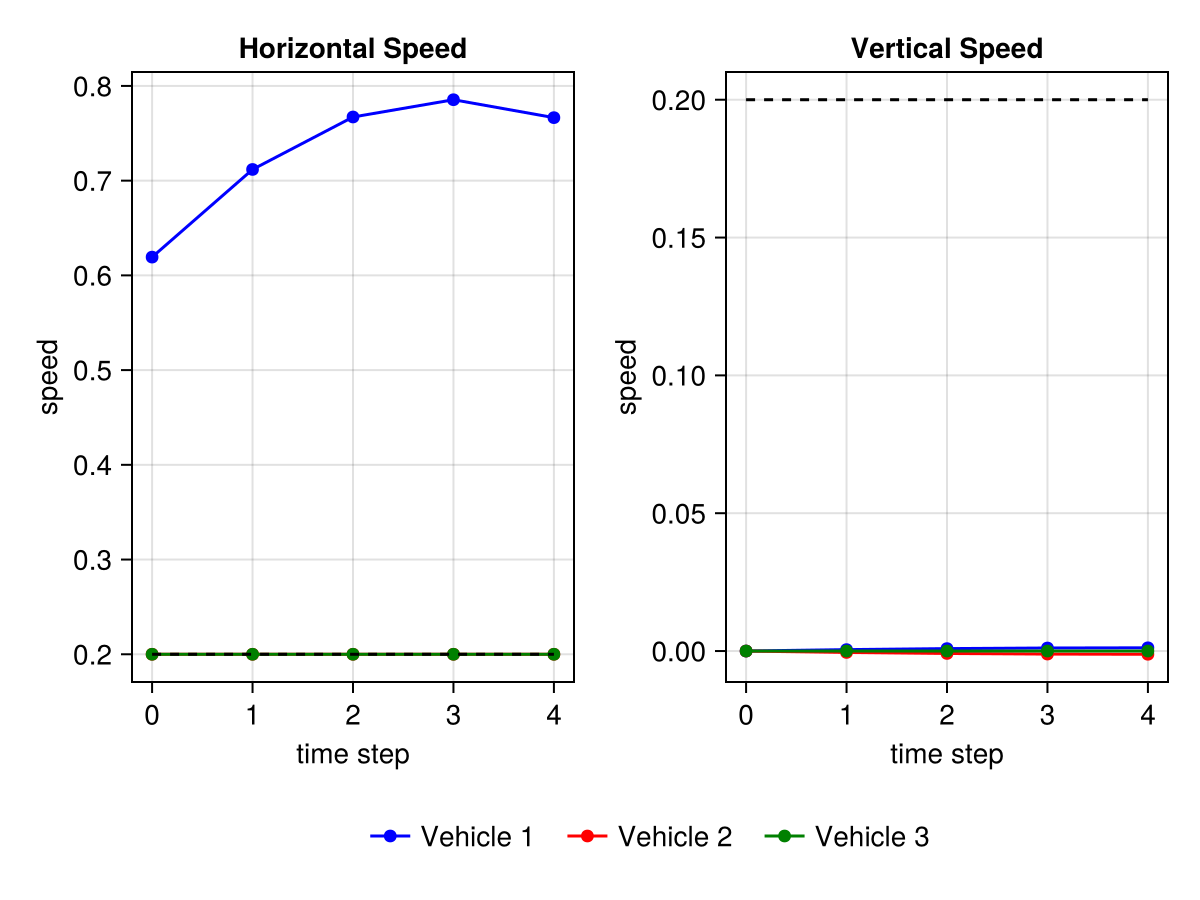 Horizontal Speed
0.8
0.7
0.6
0.5
0.4
0.3
0.2
speed
0 1 2 3 4
time step
Vertical Speed
0.20
0.15
0.10
0.05
0.00
speed
0 1 2 3 4
time step
Vehicle 1 Vehicle 2 Vehicle 3